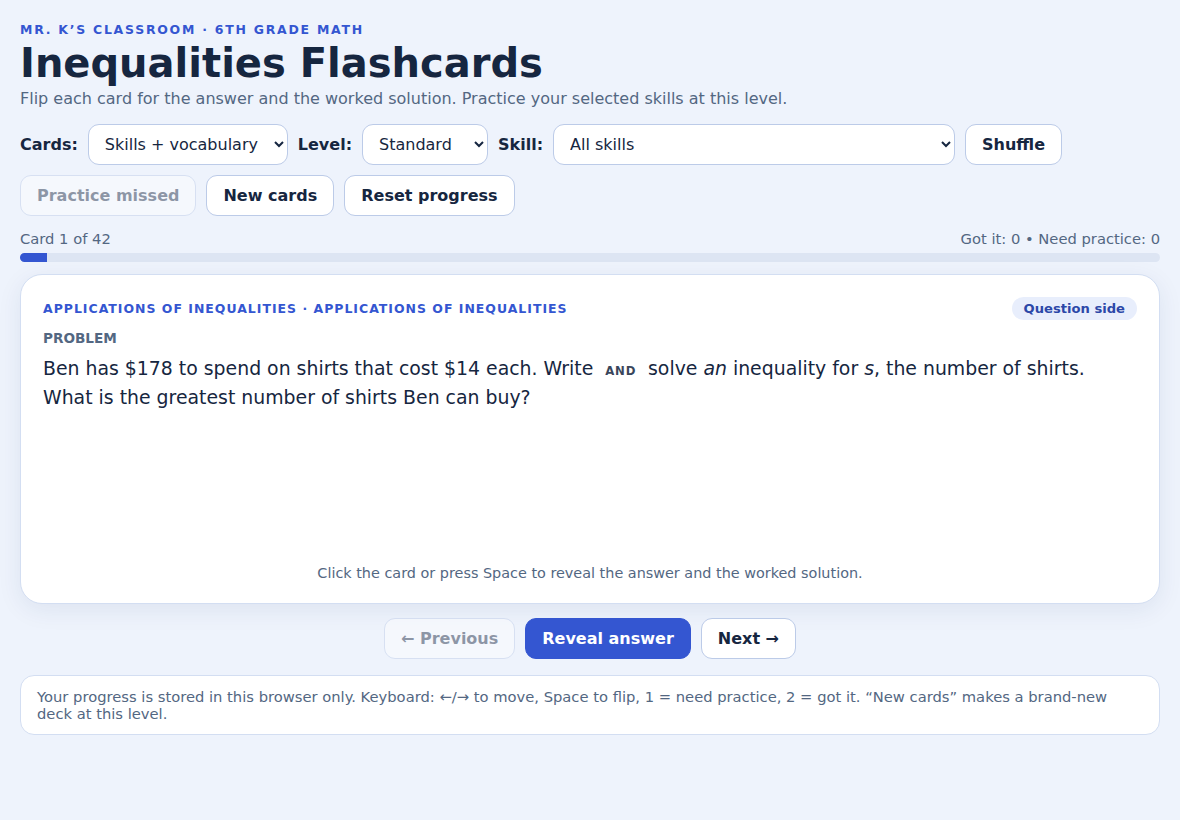 MR. K’S CLASSROOM · 6TH GRADE MATH
Inequalities Flashcards
Flip each card for the answer and the worked solution. Practice your selected skills at this level.
Cards: Skills + vocabulary Level: Standard Skill: All skills Shuffle
Practice missed New cards Reset progress
Card 1 of 42 Got it: 0 • Need practice: 0
APPLICATIONS OF INEQUALITIES · APPLICATIONS OF INEQUALITIES Question side
PROBLEM
Ben has $178 to spend on shirts that cost $14 each. Write AND solve an inequality for s, the number of shirts.
What is the greatest number of shirts Ben can buy?
Click the card or press Space to reveal the answer and the worked solution.
← Previous Reveal answer Next →
Your progress is stored in this browser only. Keyboard: ←/→ to move, Space to flip, 1 = need practice, 2 = got it. “New cards” makes a brand-new
deck at this level.